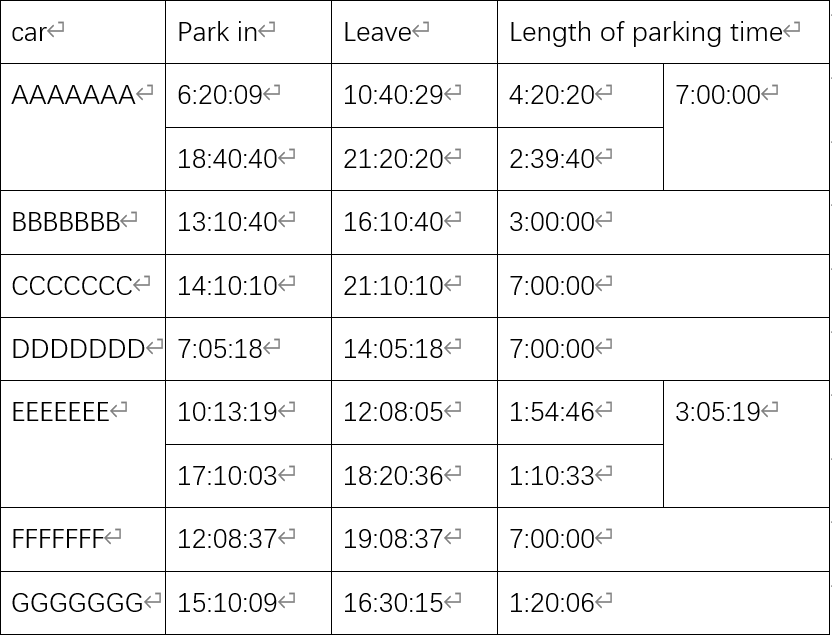 car Park in Leave Length of parking time
AAAAAAA 6:20:09 10:40:29 4:20:20 7:00:00
18:40:40 21:20:20 2:39:40
BBBBBBB 13:10:40 16:10:40 3:00:00
CCCCCCC 14:10:10 21:10:10 7:00:00
DDDDDDD 7:05:18 14:05:18 7:00:00
EEEEEEE 10:13:19 12:08:05 1:54:46 3:05:19
17:10:03 18:20:36 1:10:33
FFFFFFF 12:08:37 19:08:37 7:00:00
GGGGGGG 15:10:09 16:30:15 1:20:06